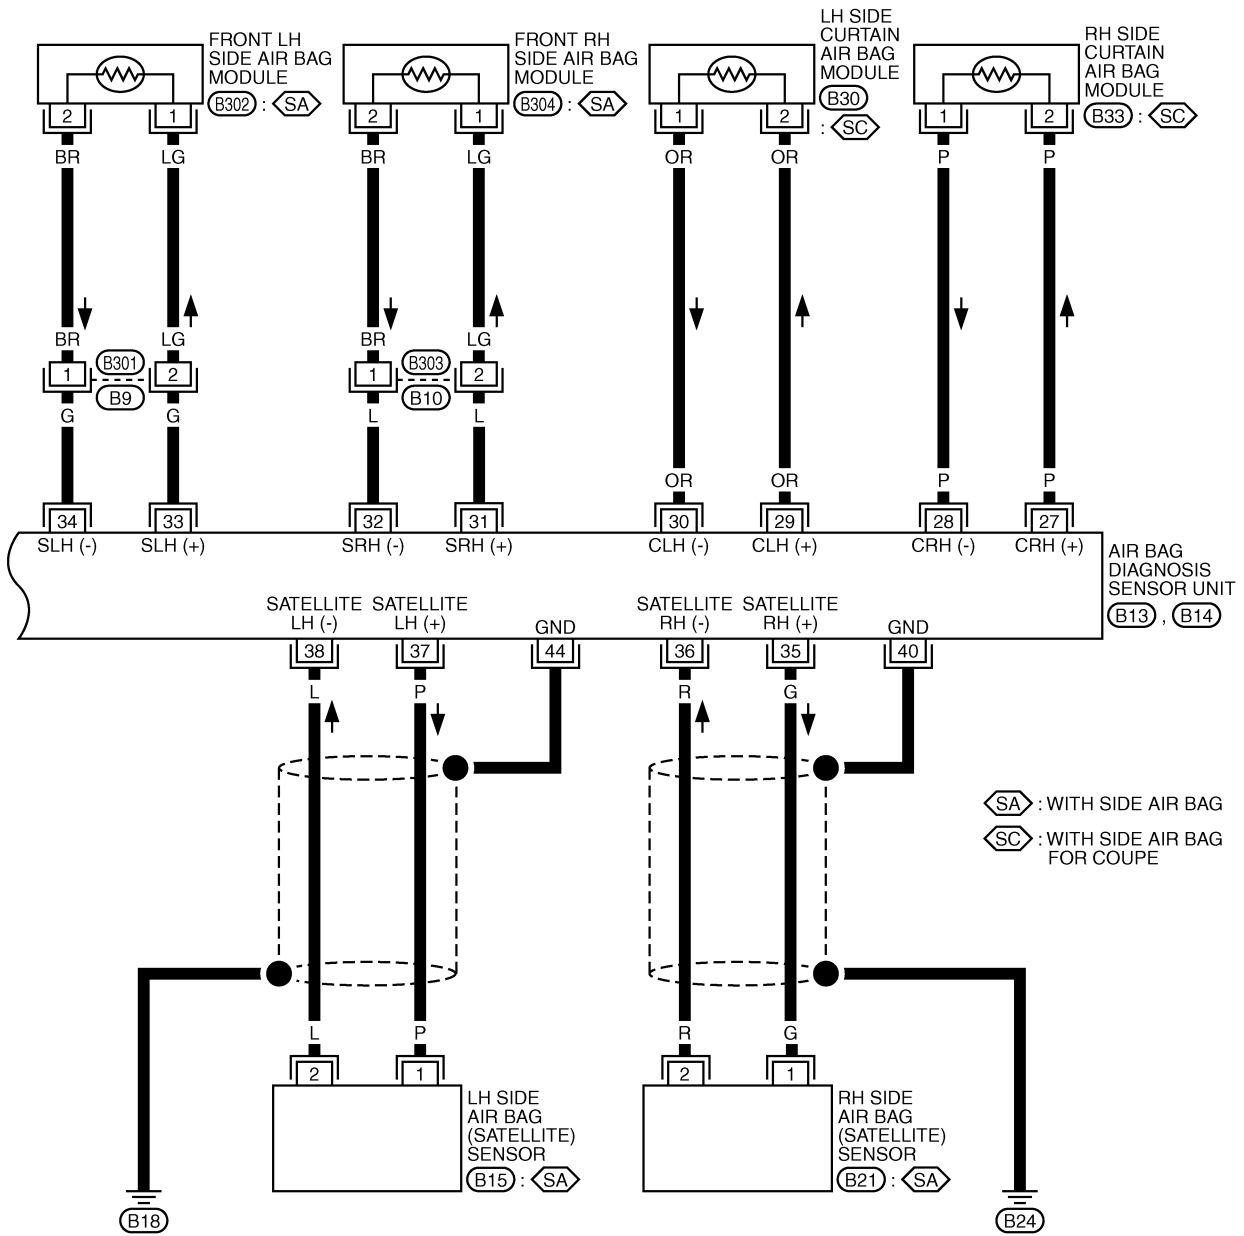 FRONT LH
SIDE AIR BAG
MODULE
B302 : SA
FRONT RH
SIDE AIR BAG
MODULE
B304 : SA
LH SIDE
CURTAIN
AIR BAG
MODULE
B30
: SC
RH SIDE
CURTAIN
AIR BAG
MODULE
B33 : SC
2 1 2 1 1 2 1 2
BR LG BR LG OR OR P P
BR LG BR LG
B301 B303
1 2 1 2
B9 B10
G G L L
OR OR P P
34 33 32 31 30 29 28 27
SLH (-) SLH (+) SRH (-) SRH (+) CLH (-) CLH (+) CRH (-) CRH (+)
AIR BAG
DIAGNOSIS
SENSOR UNIT
B13 , B14
SATELLITE SATELLITE SATELLITE SATELLITE
LH (-) LH (+) GND RH (-) RH (+) GND
38 37 44 36 35 40
L P R G
SA : WITH SIDE AIR BAG
SC : WITH SIDE AIR BAG
FOR COUPE
L P R G
2 1 2 1
LH SIDE
AIR BAG
(SATELLITE)
SENSOR
B15 : SA
RH SIDE
AIR BAG
(SATELLITE)
SENSOR
B21 : SA
B18 B24